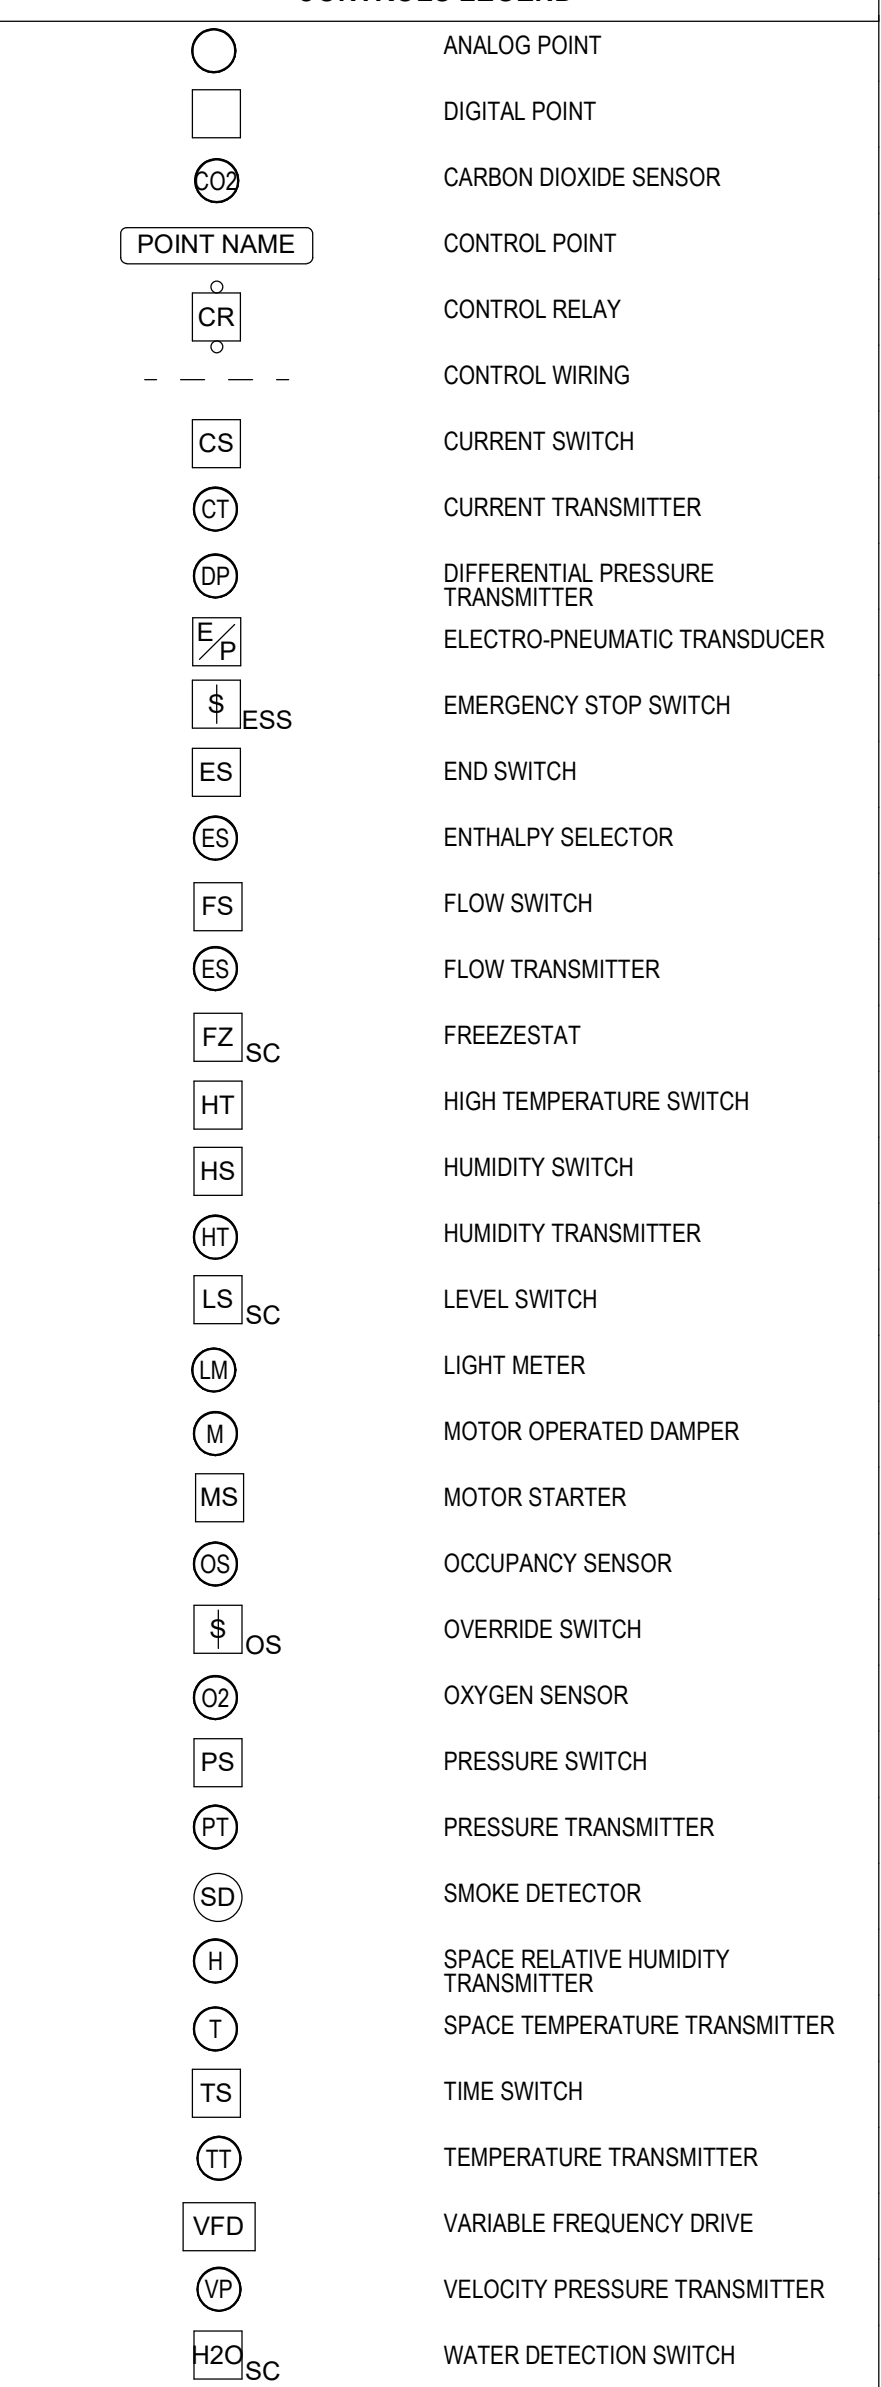 CONTROLS LEGEND
ANALOG POINT
DIGITAL POINT
CO2 CARBON DIOXIDE SENSOR
POINT NAME CONTROL POINT
CR CONTROL RELAY
CONTROL WIRING
CS CURRENT SWITCH
CT CURRENT TRANSMITTER
DP DIFFERENTIAL PRESSURE
TRANSMITTER
E/P ELECTRO-PNEUMATIC TRANSDUCER
$ ESS EMERGENCY STOP SWITCH
ES END SWITCH
ES ENTHALPY SELECTOR
FS FLOW SWITCH
ES FLOW TRANSMITTER
FZ SC FREEZESTAT
HT HIGH TEMPERATURE SWITCH
HS HUMIDITY SWITCH
HT HUMIDITY TRANSMITTER
LS SC LEVEL SWITCH
LM LIGHT METER
M MOTOR OPERATED DAMPER
MS MOTOR STARTER
OS OCCUPANCY SENSOR
$ OS OVERRIDE SWITCH
O2 OXYGEN SENSOR
PS PRESSURE SWITCH
PT PRESSURE TRANSMITTER
SD SMOKE DETECTOR
H SPACE RELATIVE HUMIDITY
TRANSMITTER
T SPACE TEMPERATURE TRANSMITTER
TS TIME SWITCH
TT TEMPERATURE TRANSMITTER
VFD VARIABLE FREQUENCY DRIVE
VP VELOCITY PRESSURE TRANSMITTER
H2O SC WATER DETECTION SWITCH